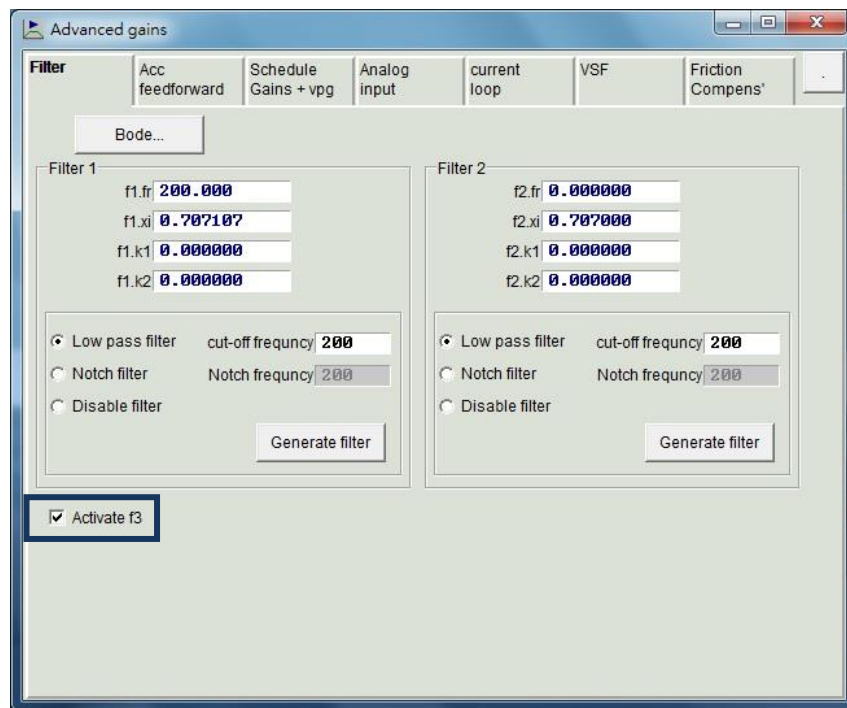 Advanced gains
Filter
Acc feedforward
Schedule Gains + vpg
Analog input
current loop
VSF
Friction Compens'
.
Bode...
Filter 1
f1.fr 200.000
f1.xi 0.707107
f1.k1 0.000000
f1.k2 0.000000
Low pass filter cut-off frequncy 200
Notch filter Notch frequncy 200
Disable filter
Generate filter
Filter 2
f2.fr 0.000000
f2.xi 0.707000
f2.k1 0.000000
f2.k2 0.000000
Low pass filter cut-off frequncy 200
Notch filter Notch frequncy 200
Disable filter
Generate filter
Activate f3